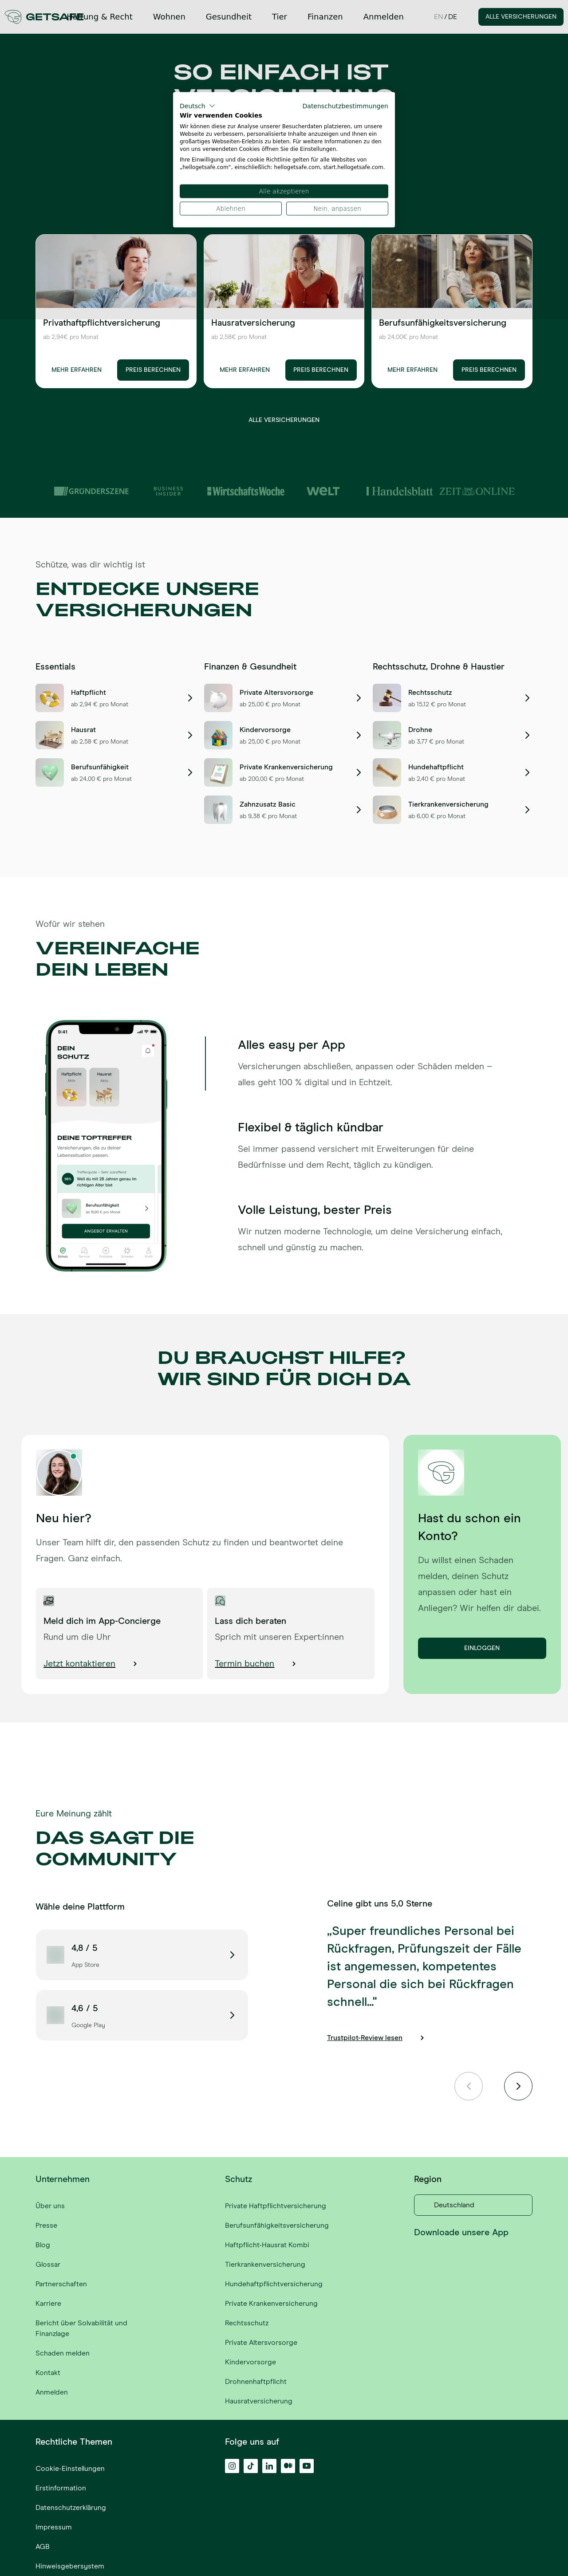 GETSAFE
Haftung & Recht
Wohnen
Gesundheit
Tier
Finanzen
Anmelden
EN / DE
ALLE VERSICHERUNGEN
SO EINFACH IST
Deutsch
Datenschutzbestimmungen
Wir verwenden Cookies
Wir können diese zur Analyse unserer Besucherdaten platzieren, um unsere
Webseite zu verbessern, personalisierte Inhalte anzuzeigen und Ihnen ein
großartiges Webseiten-Erlebnis zu bieten. Für weitere Informationen zu den
von uns verwendeten Cookies öffnen Sie die Einstellungen.
Ihre Einwilligung und die cookie Richtlinie gelten für alle Websites von
„hellogetsafe.com", einschließlich: hellogetsafe.com, start.hellogetsafe.com.
Alle akzeptieren
Ablehnen
Nein, anpassen
Privathaftpflichtversicherung
ab 2,94€ pro Monat
MEHR ERFAHREN
PREIS BERECHNEN
Hausratversicherung
ab 2,58€ pro Monat
MEHR ERFAHREN
PREIS BERECHNEN
Berufsunfähigkeitsversicherung
ab 24,00€ pro Monat
MEHR ERFAHREN
PREIS BERECHNEN
ALLE VERSICHERUNGEN
GRÜNDERSZENE
BUSINESS
INSIDER
WirtschaftsWoche
WELT
Handelsblatt
ZEIT ONLINE
Schütze, was dir wichtig ist
ENTDECKE UNSERE
VERSICHERUNGEN
Essentials
Haftpflicht
ab 2,94 € pro Monat
Hausrat
ab 2,58 € pro Monat
Berufsunfähigkeit
ab 24,00 € pro Monat
Finanzen & Gesundheit
Private Altersvorsorge
ab 25,00 € pro Monat
Kindervorsorge
ab 25,00 € pro Monat
Private Krankenversicherung
ab 200,00 € pro Monat
Zahnzusatz Basic
ab 9,38 € pro Monat
Rechtsschutz, Drohne & Haustier
Rechtsschutz
ab 15,12 € pro Monat
Drohne
ab 3,77 € pro Monat
Hundehaftpflicht
ab 2,40 € pro Monat
Tierkrankenversicherung
ab 6,00 € pro Monat
Wofür wir stehen
VEREINFACHE
DEIN LEBEN
9:41
DEIN
SCHUTZ
Haftpflicht
Hausrat
DEINE TOPTREFFER
Versicherungen, die zu deiner
Lebenssituation passen.
Weil du mit 28 Jahren genau im
richtigen Alter bist
Berufsunfähigkeit
ANGEBOT ERHALTEN
Alles easy per App
Versicherungen abschließen, anpassen oder Schäden melden –
alles geht 100 % digital und in Echtzeit.
Flexibel & täglich kündbar
Sei immer passend versichert mit Erweiterungen für deine
Bedürfnisse und dem Recht, täglich zu kündigen.
Volle Leistung, bester Preis
Wir nutzen moderne Technologie, um deine Versicherung einfach,
schnell und günstig zu machen.
DU BRAUCHST HILFE?
WIR SIND FÜR DICH DA
Neu hier?
Unser Team hilft dir, den passenden Schutz zu finden und beantwortet deine
Fragen. Ganz einfach.
Meld dich im App-Concierge
Rund um die Uhr
Jetzt kontaktieren
Lass dich beraten
Sprich mit unseren Expert:innen
Termin buchen
Hast du schon ein
Konto?
Du willst einen Schaden
melden, deinen Schutz
anpassen oder hast ein
Anliegen? Wir helfen dir dabei.
EINLOGGEN
Eure Meinung zählt
DAS SAGT DIE
COMMUNITY
Wähle deine Plattform
4,8 / 5
App Store
4,6 / 5
Google Play
Celine gibt uns 5,0 Sterne
„Super freundliches Personal bei
Rückfragen, Prüfungszeit der Fälle
ist angemessen, kompetentes
Personal die sich bei Rückfragen
schnell..."
Trustpilot-Review lesen
Unternehmen
Über uns
Presse
Blog
Glossar
Partnerschaften
Karriere
Bericht über Solvabilität und
Finanzlage
Schaden melden
Kontakt
Anmelden
Schutz
Private Haftpflichtversicherung
Berufsunfähigkeitsversicherung
Haftpflicht-Hausrat Kombi
Tierkrankenversicherung
Hundehaftpflichtversicherung
Private Krankenversicherung
Rechtsschutz
Private Altersvorsorge
Kindervorsorge
Drohnenhaftpflicht
Hausratversicherung
Region
Deutschland
Downloade unsere App
Rechtliche Themen
Cookie-Einstellungen
Erstinformation
Datenschutzerklärung
Impressum
AGB
Hinweisgebersystem
Folge uns auf